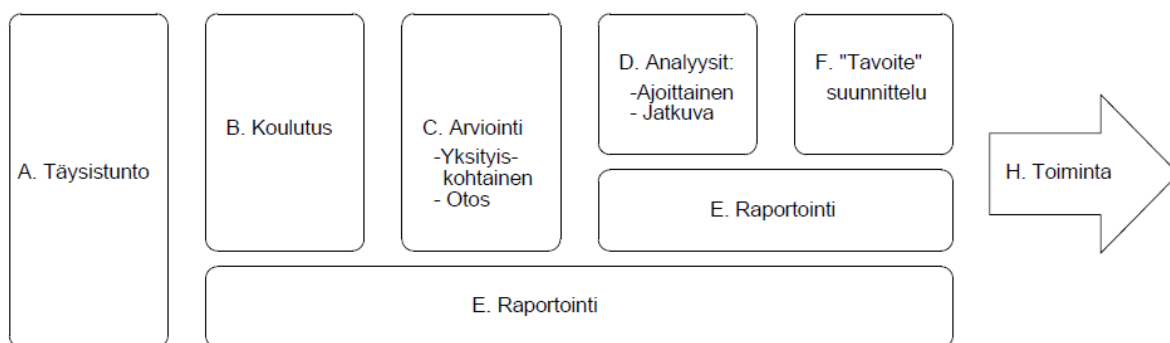 A. Täysistunto
B. Koulutus
C. Arviointi
-Yksityis-
kohtainen
- Otos
D. Analyysit:
-Ajoittainen
- Jatkuva
F. "Tavoite"
suunnittelu
E. Raportointi
E. Raportointi
H. Toiminta